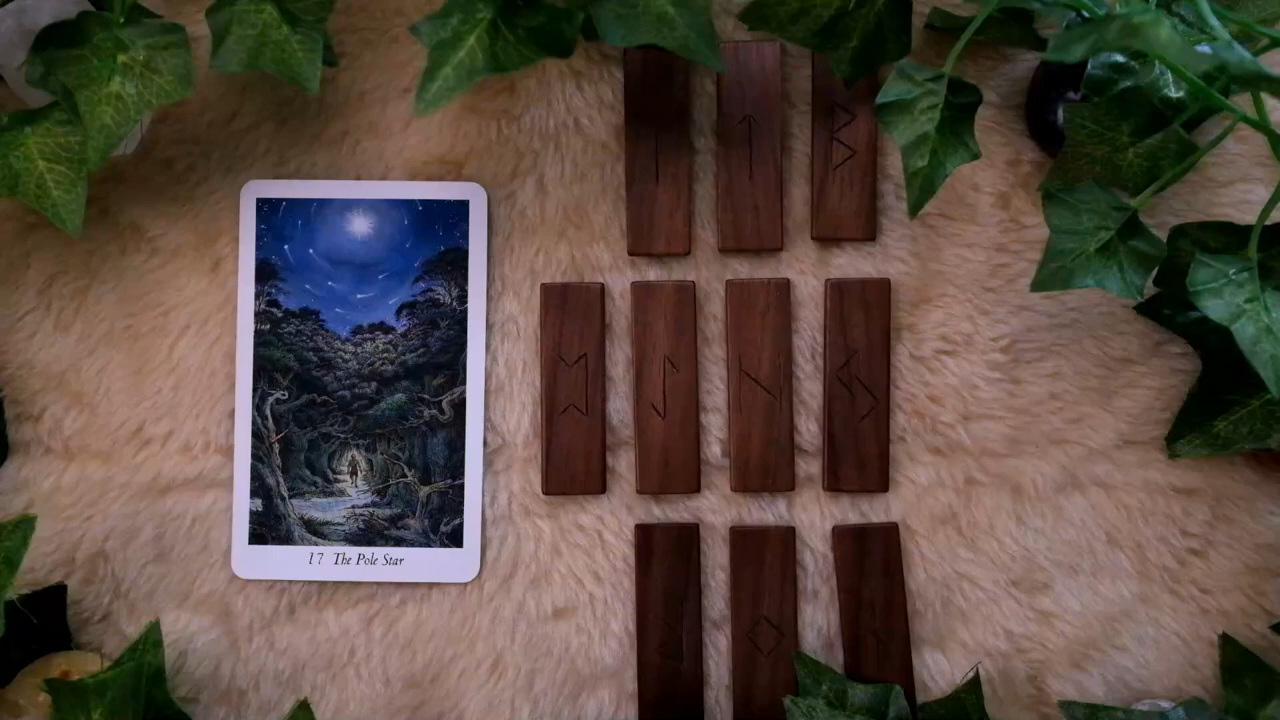 17 The Pole Star
ᛁ ᛏ ᛒ
ᛈ ᛇ ᚺ ᛃ
ᚦ ᛜ ᚾ